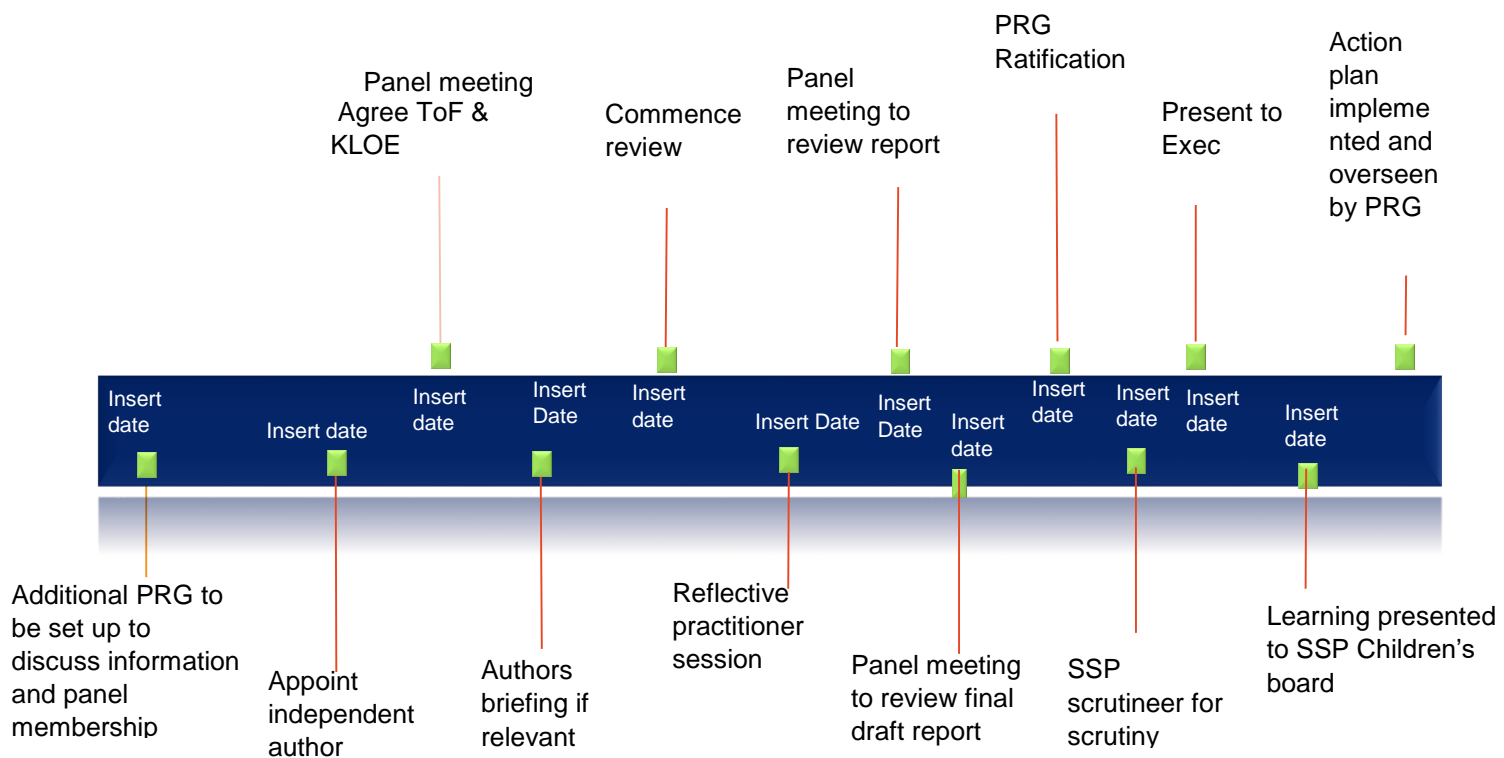 PRG
Ratification
Action
plan
impleme
nted and
overseen
by PRG
Panel meeting
Agree ToF &
KLOE
Panel
meeting to
review report
Commence
review
Present to
Exec
Insert
date
Insert date
Insert
date
Insert
Date
Insert
date
Insert Date
Insert
Date
Insert
date
Insert
date
Insert
date
Insert
date
Insert
date
Additional PRG to
be set up to
discuss information
and panel
membership
Appoint
independent
author
Authors
briefing if
relevant
Reflective
practitioner
session
Panel meeting
to review final
draft report
SSP
scrutineer for
scrutiny
Learning presented
to SSP Children's
board